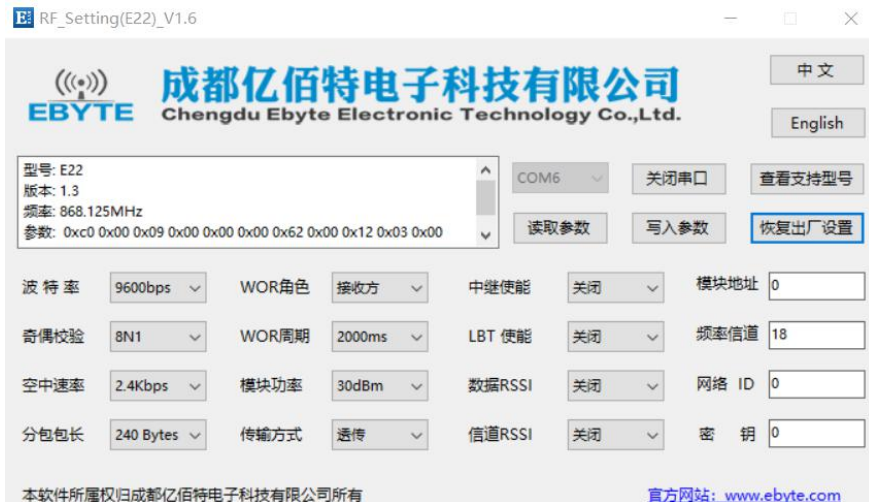 RF_Setting(E22)_V1.6
中 文
EBYTE
成都亿佰特电子科技有限公司
Chengdu Ebyte Electronic Technology Co.,Ltd.
English
型号: E22
版本: 1.3
频率: 868.125MHz
参数: 0xc0 0x00 0x09 0x00 0x00 0x00 0x62 0x00 0x12 0x03 0x00
COM6 关闭串口 查看支持型号
读取参数 写入参数 恢复出厂设置
波 特 率 9600bps WOR角色 接收方 中继使能 关闭 模块地址 0
奇偶校验 8N1 WOR周期 2000ms LBT 使能 关闭 频率信道 18
空中速率 2.4Kbps 模块功率 30dBm 数据RSSI 关闭 网络 ID 0
分包包长 240 Bytes 传输方式 透传 信道RSSI 关闭 密 钥 0
本软件所属权归成都亿佰特电子科技有限公司所有 官方网站: www.ebyte.com